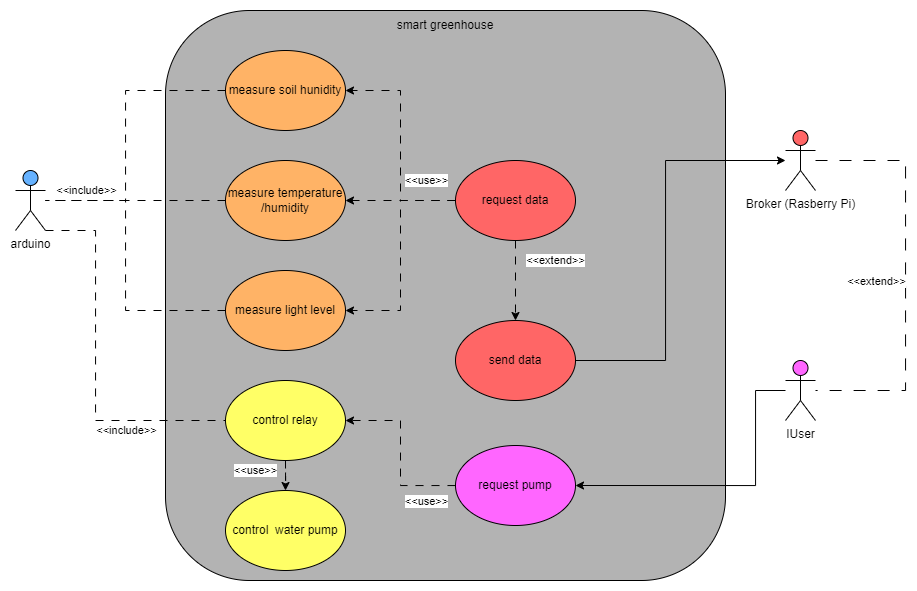 smart greenhouse
measure soil hunidity
<<use>>
<<include>>
measure temperature
/humidity
request data
Broker (Rasberry Pi)
arduino
<<extend>>
<<extend>>
measure light level
send data
control relay
<<include>>
IUser
<<use>>
request pump
<<use>>
control  water pump